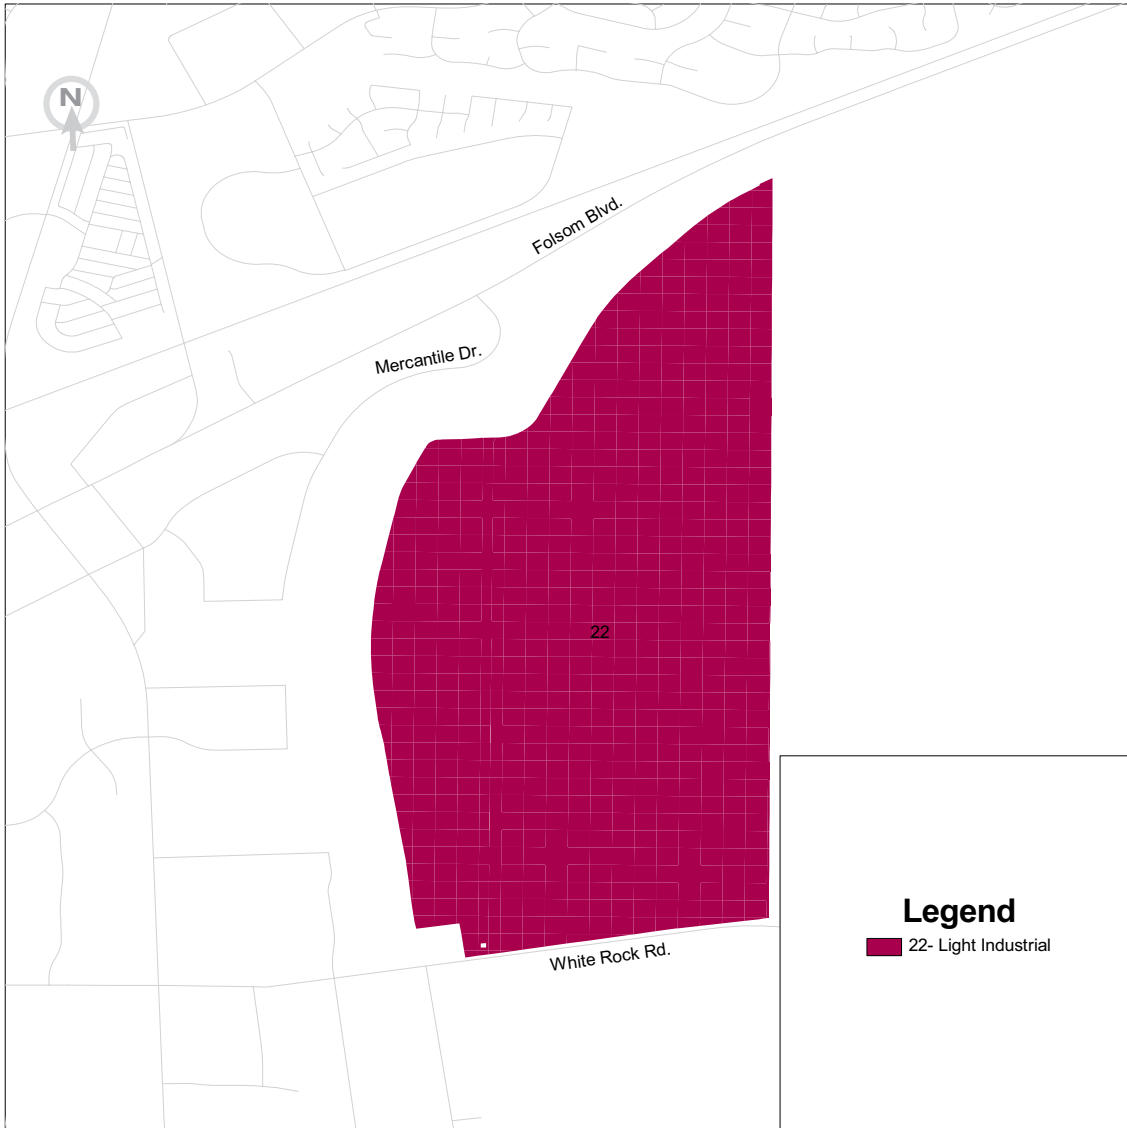 N
Folsom Blvd.
Mercantile Dr.
22
White Rock Rd.
Legend
22- Light Industrial